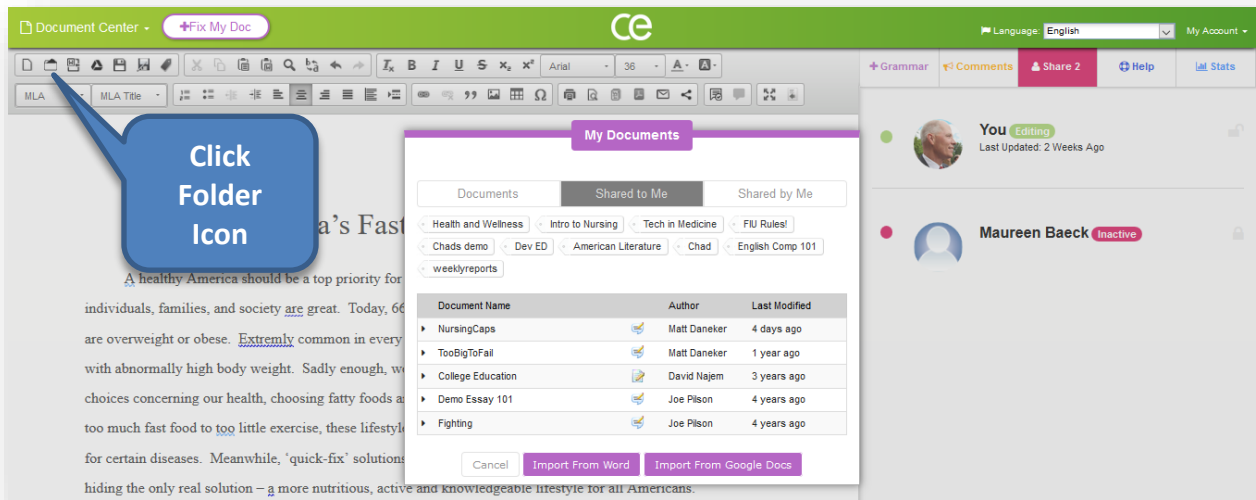 Document Center
+Fix My Doc
ce
Language: English
My Account
MLA
MLA Title
Arial
36
+ Grammar
Comments
Share 2
Help
Stats
Click
Folder
Icon
My Documents
Documents
Shared to Me
Shared by Me
Health and Wellness
Intro to Nursing
Tech in Medicine
FIU Rules!
Chads demo
Dev ED
American Literature
Chad
English Comp 101
weeklyreports
Document Name Author Last Modified
NursingCaps Matt Daneker 4 days ago
TooBigToFail Matt Daneker 1 year ago
College Education David Najem 3 years ago
Demo Essay 101 Joe Pilson 4 years ago
Fighting Joe Pilson 4 years ago
Cancel
Import From Word
Import From Google Docs
You Editing
Last Updated: 2 Weeks Ago
Maureen Baeck Inactive
a's Fast
A healthy America should be a top priority for
individuals, families, and society are great. Today, 66
are overweight or obese. Extremly common in every
with abnormally high body weight. Sadly enough, we
choices concerning our health, choosing fatty foods a
too much fast food to too little exercise, these lifestyl
for certain diseases. Meanwhile, ‘quick-fix’ solutions
hiding the only real solution – a more nutritious, active and knowledgeable lifestyle for all Americans.